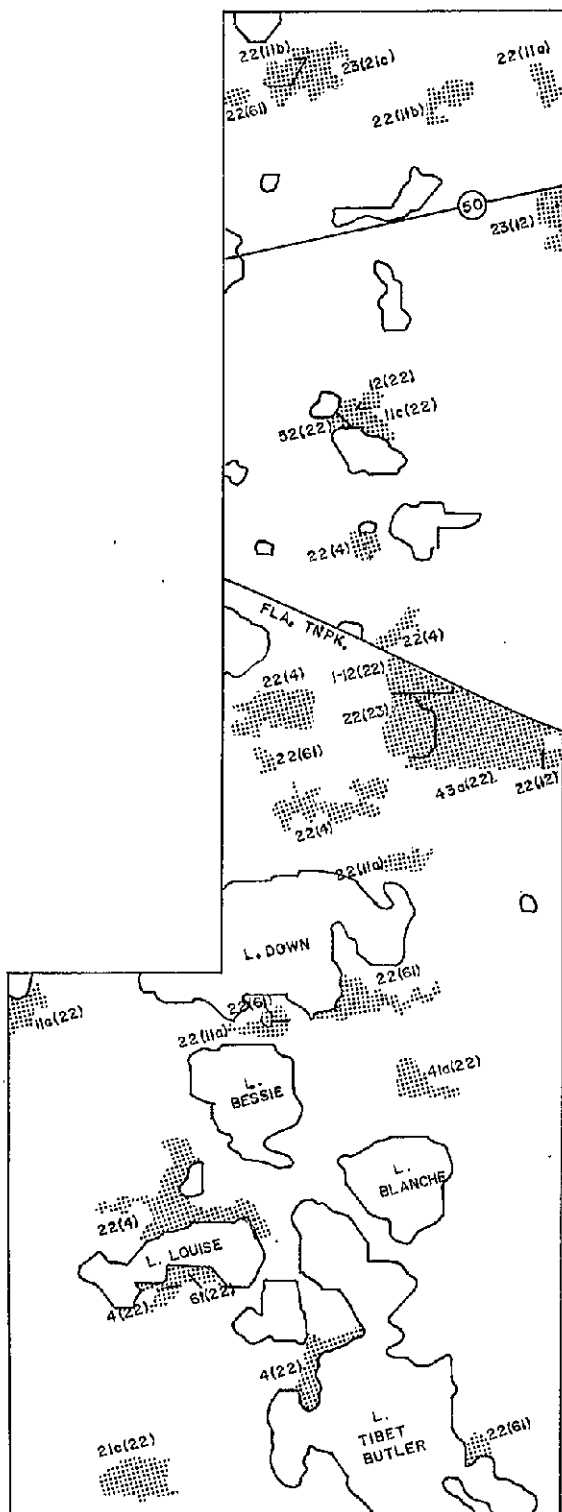 22(11b)
23(21c)
22(11a)
22(61)
22(11b)
50
23(12)
12(22)
11c(22)
52(22)
22(4)
FLA. TNPK.
22(4)
22(4)
1-12(22)
22(23)
22(61)
43a(22)
22(12)
22(4)
22(11a)
L. DOWN
22(61)
22(61)
11a(22)
22(11a)
41a(22)
L.
BESSIE
L.
BLANCHE
22(4)
L. LOUISE
4(22)
61(22)
4(22)
L.
TIBET
BUTLER
22(61)
21c(22)